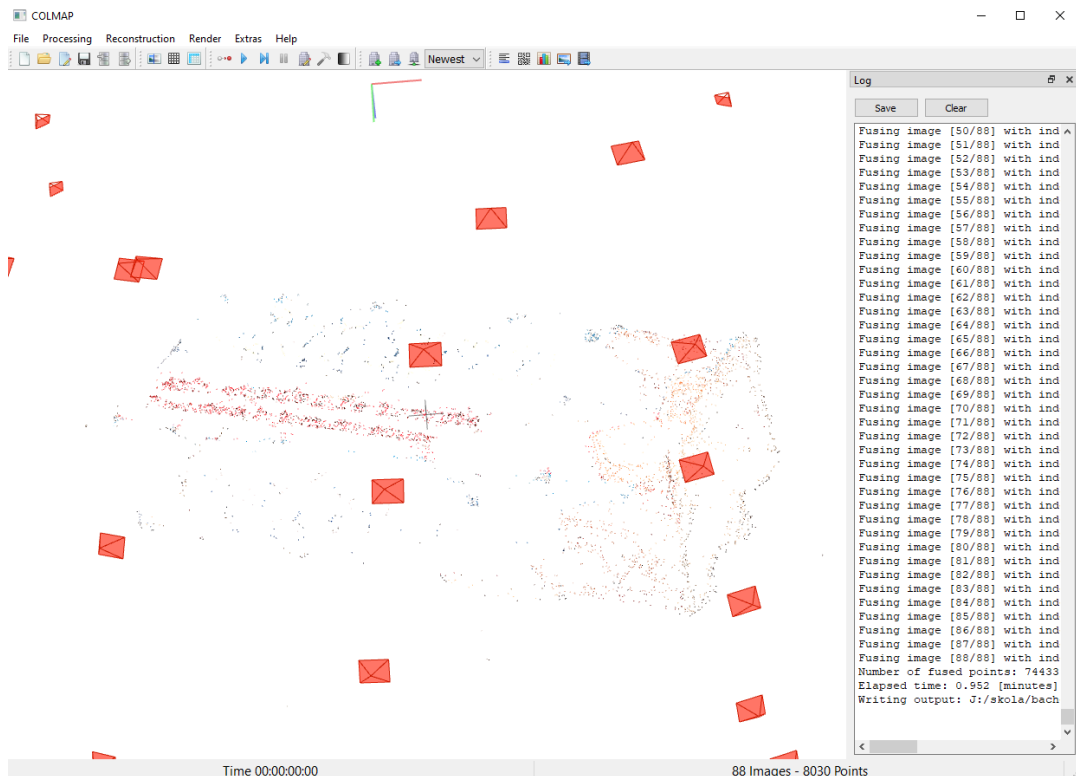 COLMAP
File Processing Reconstruction Render Extras Help
Newest
Log
Save Clear
Fusing image [50/88] with ind
Fusing image [51/88] with ind
Fusing image [52/88] with ind
Fusing image [53/88] with ind
Fusing image [54/88] with ind
Fusing image [55/88] with ind
Fusing image [56/88] with ind
Fusing image [57/88] with ind
Fusing image [58/88] with ind
Fusing image [59/88] with ind
Fusing image [60/88] with ind
Fusing image [61/88] with ind
Fusing image [62/88] with ind
Fusing image [63/88] with ind
Fusing image [64/88] with ind
Fusing image [65/88] with ind
Fusing image [66/88] with ind
Fusing image [67/88] with ind
Fusing image [68/88] with ind
Fusing image [69/88] with ind
Fusing image [70/88] with ind
Fusing image [71/88] with ind
Fusing image [72/88] with ind
Fusing image [73/88] with ind
Fusing image [74/88] with ind
Fusing image [75/88] with ind
Fusing image [76/88] with ind
Fusing image [77/88] with ind
Fusing image [78/88] with ind
Fusing image [79/88] with ind
Fusing image [80/88] with ind
Fusing image [81/88] with ind
Fusing image [82/88] with ind
Fusing image [83/88] with ind
Fusing image [84/88] with ind
Fusing image [85/88] with ind
Fusing image [86/88] with ind
Fusing image [87/88] with ind
Fusing image [88/88] with ind
Number of fused points: 74433
Elapsed time: 0.952 [minutes]
Writing output: J:/skola/bach
Time 00:00:00:00
88 Images - 8030 Points